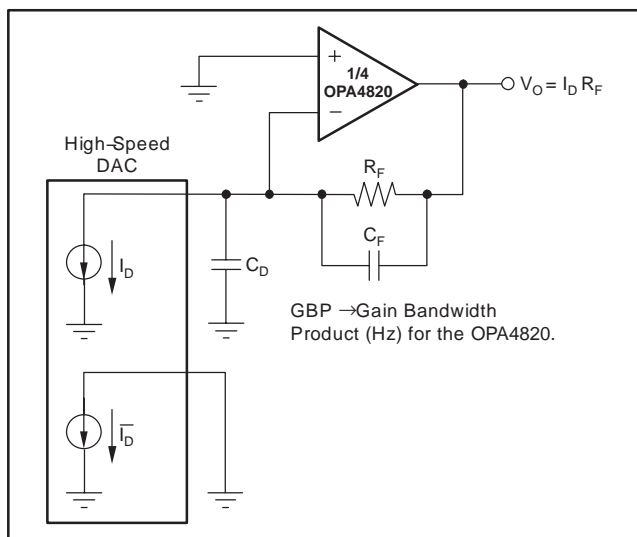 +
1/4
OPA4820
−
V_O = I_D R_F
High–Speed
DAC
R_F
C_F
I_D
C_D
GBP →Gain Bandwidth
Product (Hz) for the OPA4820.
I̅_D̅